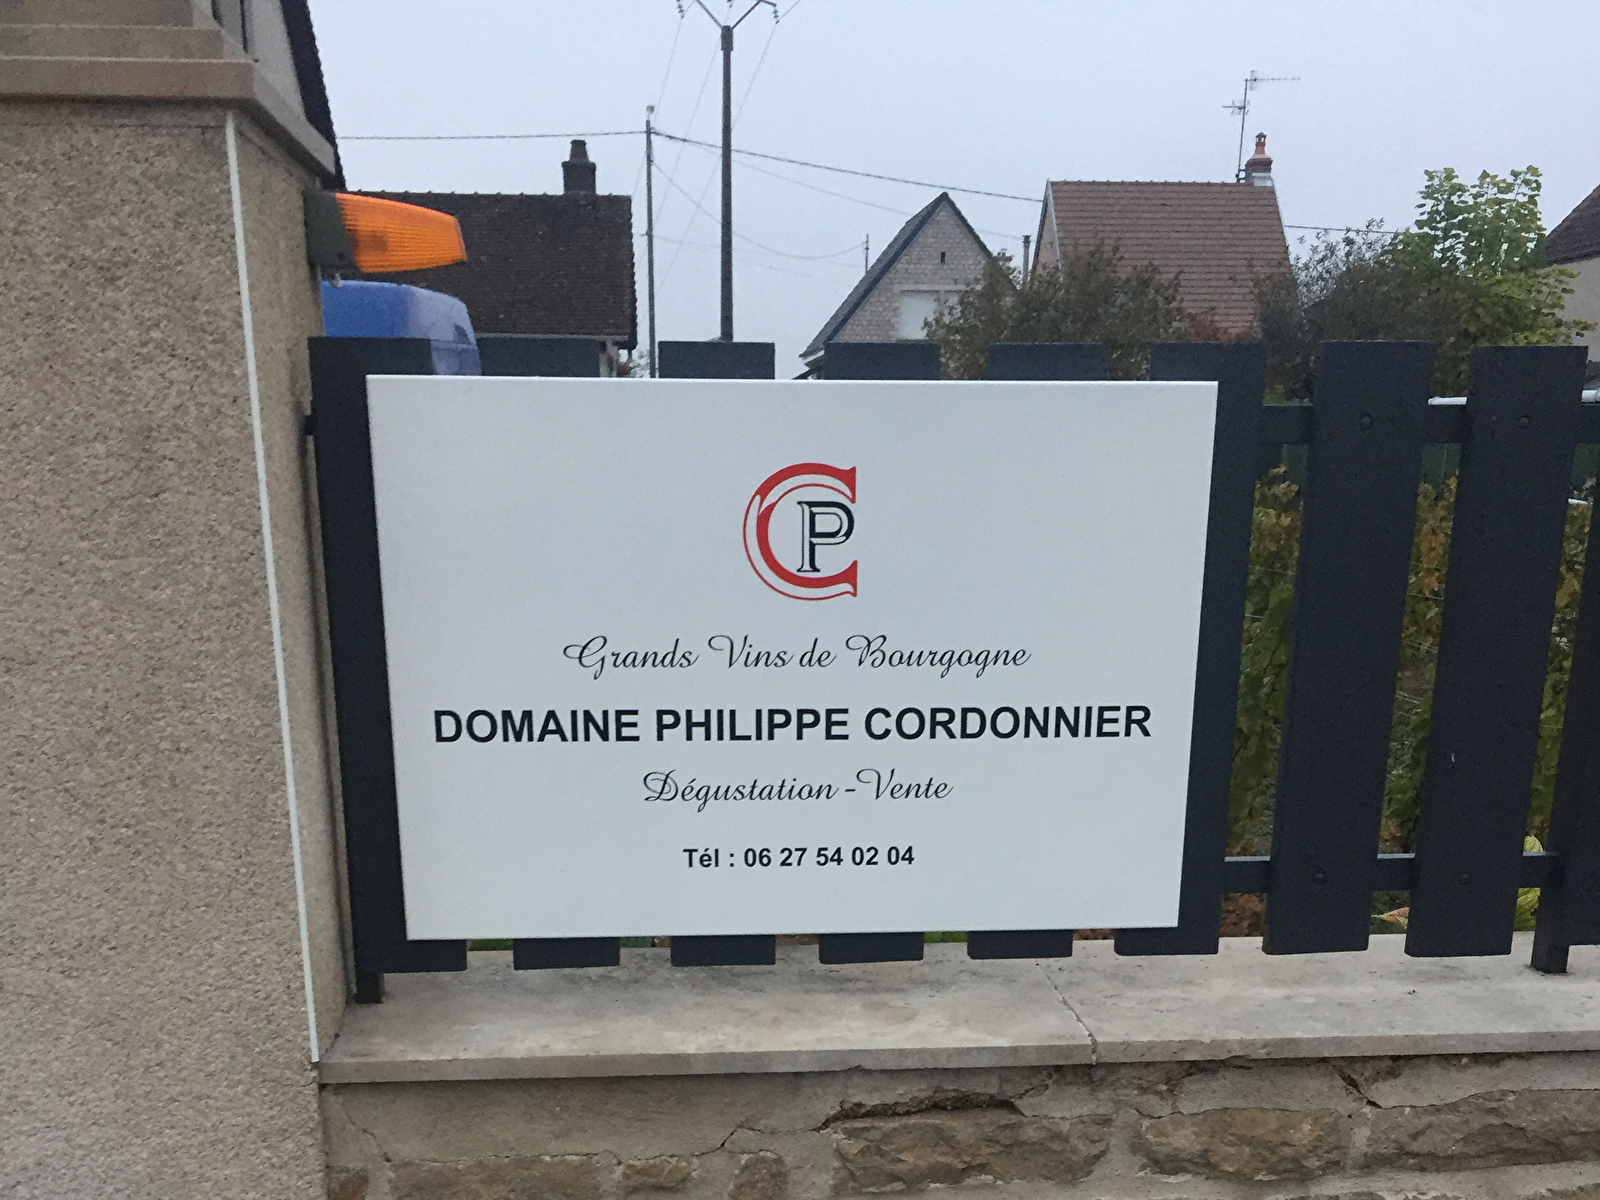 CP
Grands Vins de Bourgogne
DOMAINE PHILIPPE CORDONNIER
Dégustation - Vente
Tél : 06 27 54 02 04